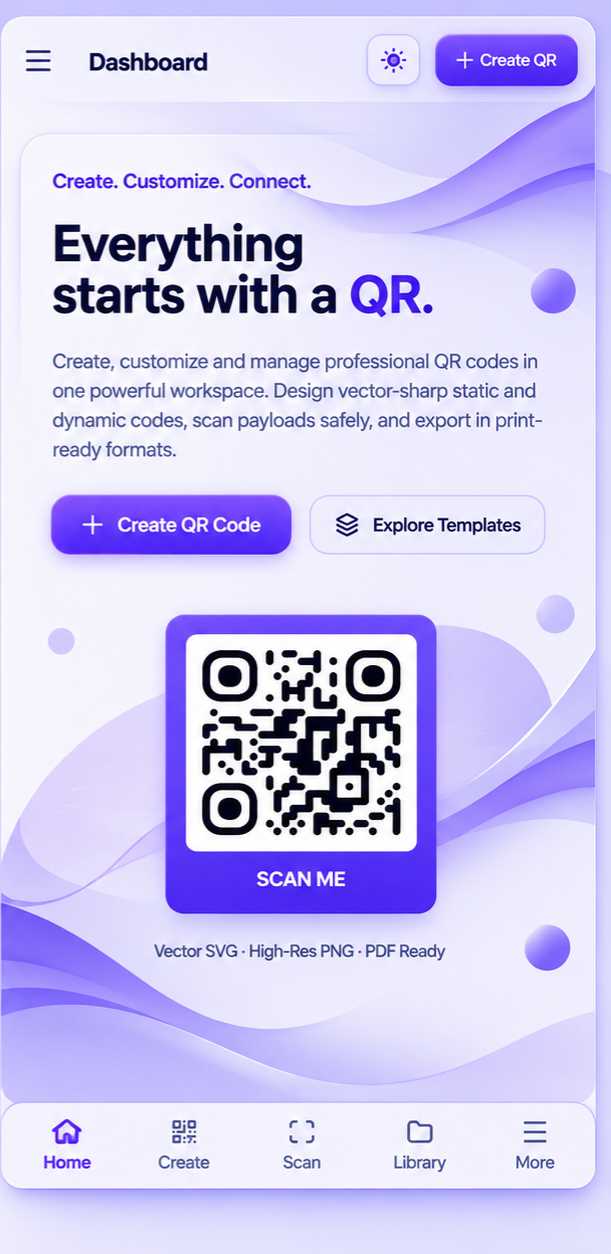 Dashboard
Create QR
Create. Customize. Connect.
Everything
starts with a QR.
Create, customize and manage professional QR codes in
one powerful workspace. Design vector-sharp static and
dynamic codes, scan payloads safely, and export in print-
ready formats.
Create QR Code
Explore Templates
SCAN ME
Vector SVG · High-Res PNG · PDF Ready
Home
Create
Scan
Library
More